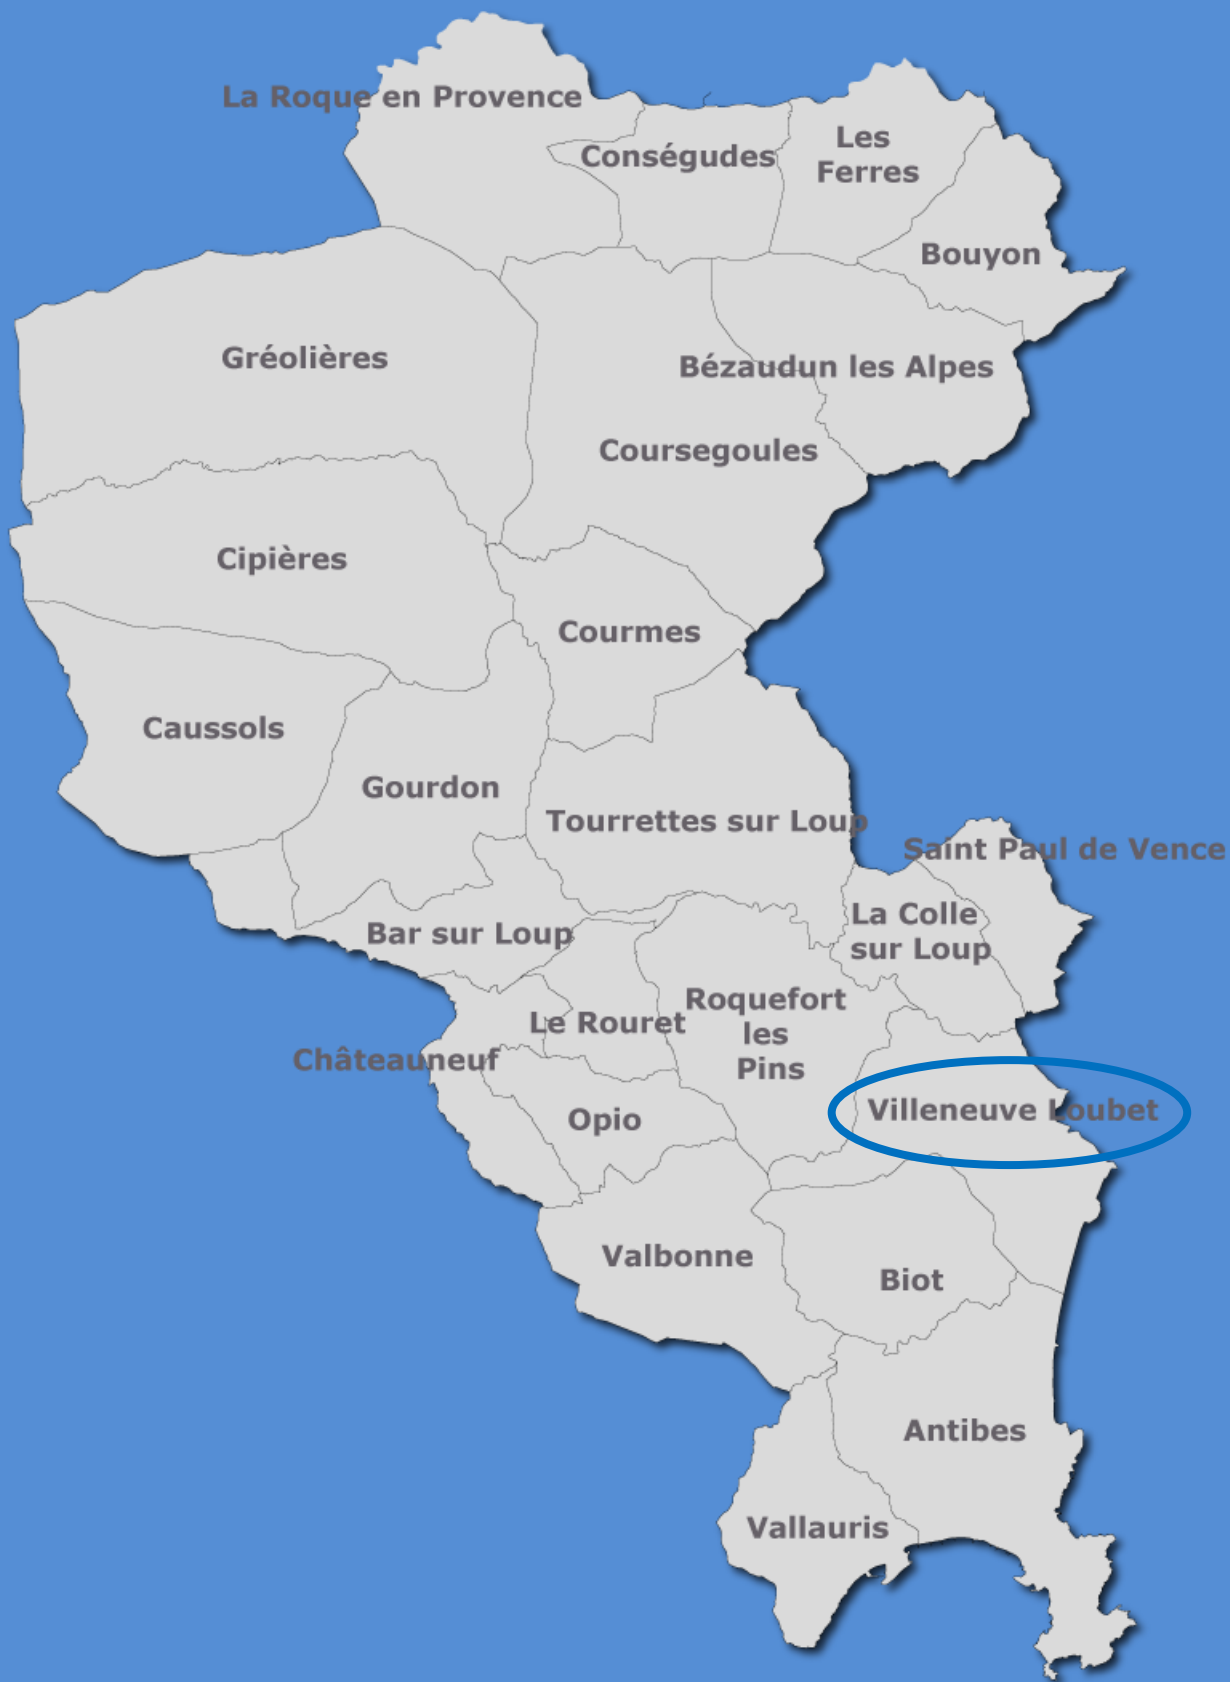 La Roque en Provence
Conségudes
Les
Ferres
Bouyon
Gréolières
Bézaudun les Alpes
Coursegoules
Cipières
Courmes
Caussols
Gourdon
Tourrettes sur Loup
Saint Paul de Vence
La Colle
sur Loup
Bar sur Loup
Roquefort
les
Pins
Le Rouret
Châteauneuf
Villeneuve Loubet
Opio
Valbonne
Biot
Antibes
Vallauris